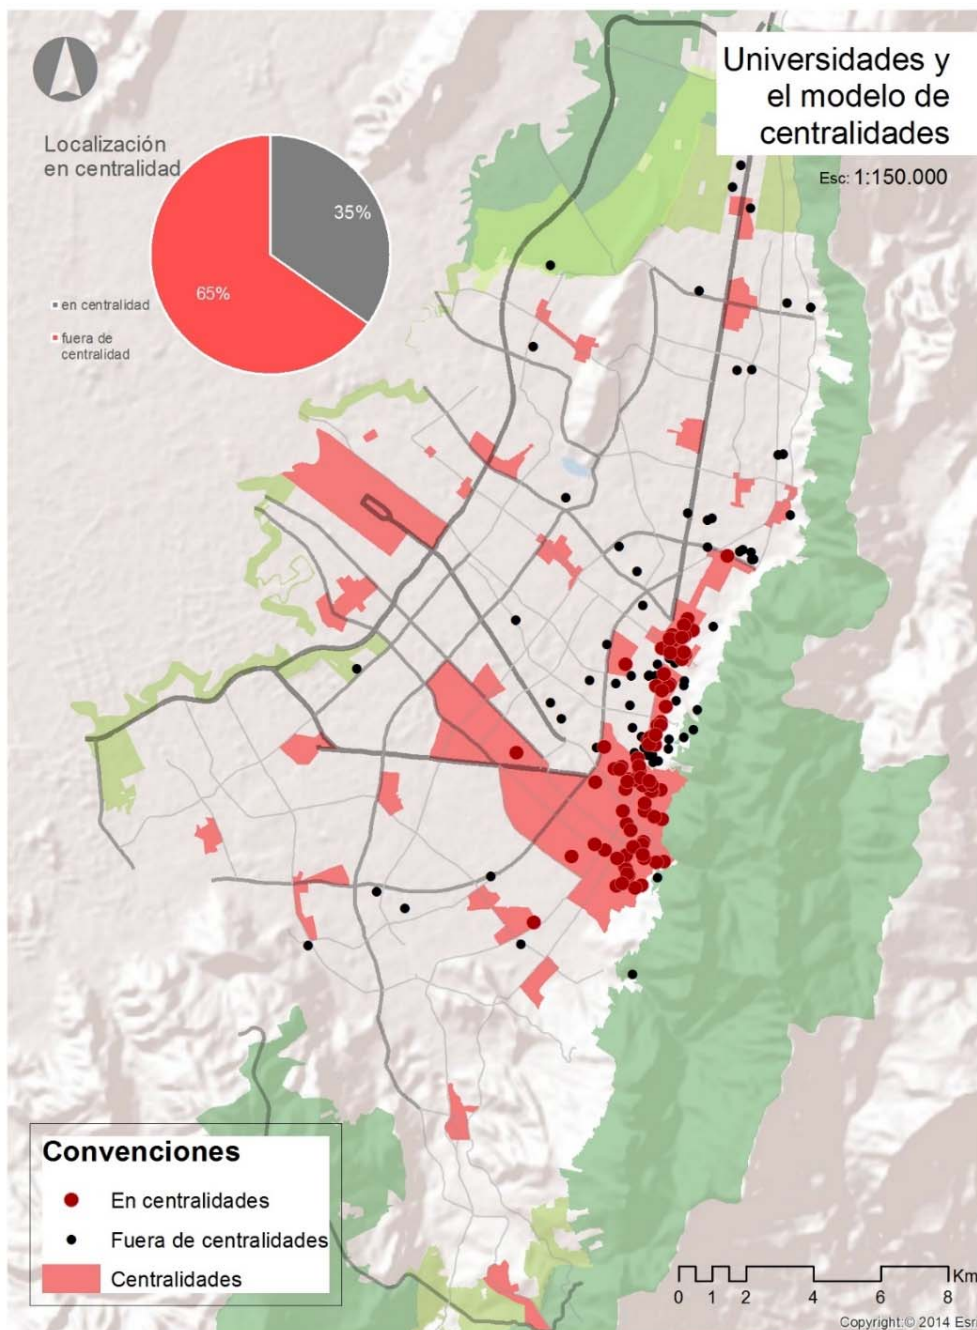 Universidades y
el modelo de
centralidades
Esc: 1:150.000
Localización
en centralidad
35%
65%
en centralidad
fuera de
centralidad
Convenciones
En centralidades
Fuera de centralidades
Centralidades
Km
0 1 2 4 6 8
Copyright:© 2014 Esri